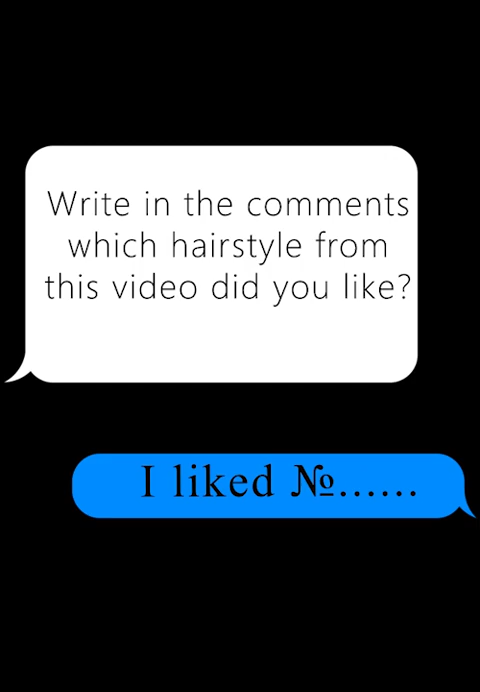 Write in the comments
which hairstyle from
this video did you like?
I liked №......